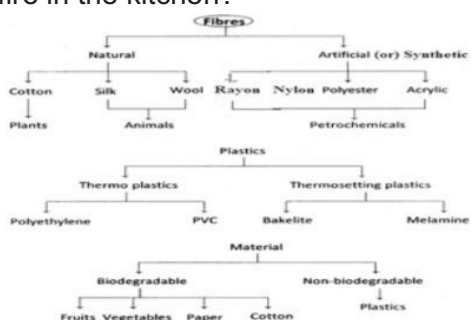 fire in the kitchen?
Fibres
Natural Artificial (or) Synthetic
Cotton Silk Wool Rayon Nylon Polyester Acrylic
Plants Animals Petrochemicals
Plastics
Thermo plastics Thermosetting plastics
Polyethylene PVC Bakelite Melamine
Material
Biodegradable Non-biodegradable
Fruits Vegetables Paper Cotton Plastics